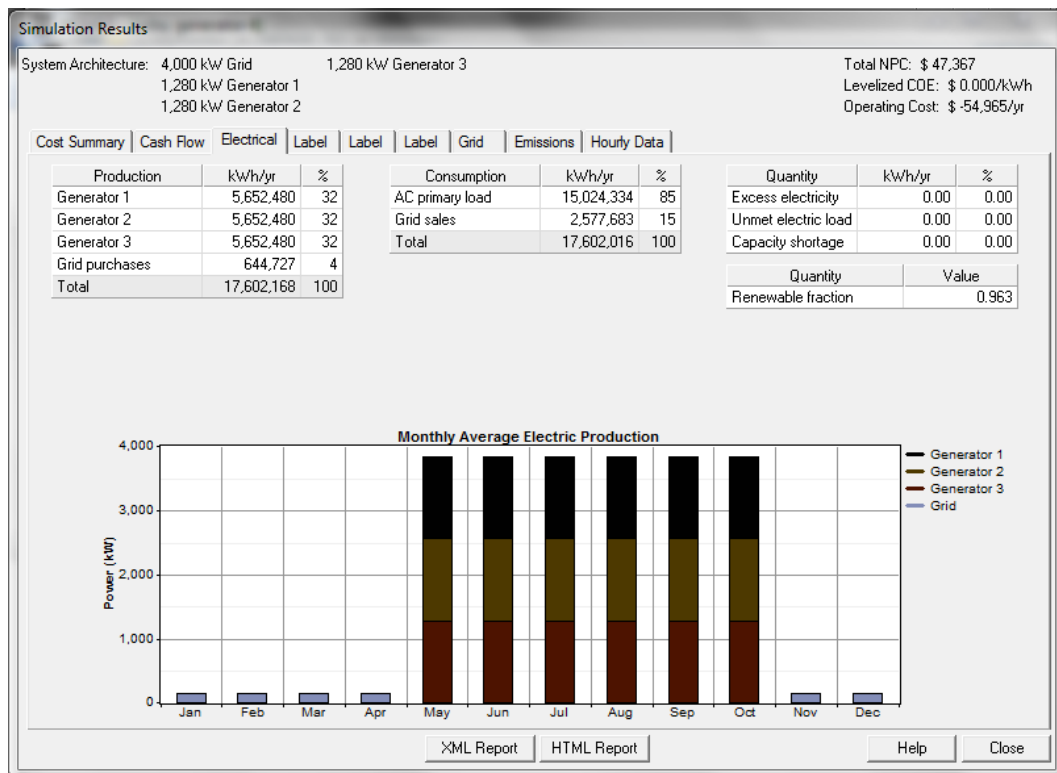 Simulation Results
System Architecture: 4,000 kW Grid 1,280 kW Generator 3
1,280 kW Generator 1
1,280 kW Generator 2
Total NPC: $ 47,367
Levelized COE: $ 0.000/kWh
Operating Cost: $ -54,965/yr
Cost Summary Cash Flow Electrical Label Label Label Grid Emissions Hourly Data
Production kWh/yr %
Generator 1 5,652,480 32
Generator 2 5,652,480 32
Generator 3 5,652,480 32
Grid purchases 644,727 4
Total 17,602,168 100
Consumption kWh/yr %
AC primary load 15,024,334 85
Grid sales 2,577,683 15
Total 17,602,016 100
Quantity kWh/yr %
Excess electricity 0.00 0.00
Unmet electric load 0.00 0.00
Capacity shortage 0.00 0.00
Quantity Value
Renewable fraction 0.963
Monthly Average Electric Production
Power (kW)
4,000
3,000
2,000
1,000
0
Jan Feb Mar Apr May Jun Jul Aug Sep Oct Nov Dec
Generator 1
Generator 2
Generator 3
Grid
XML Report HTML Report Help Close